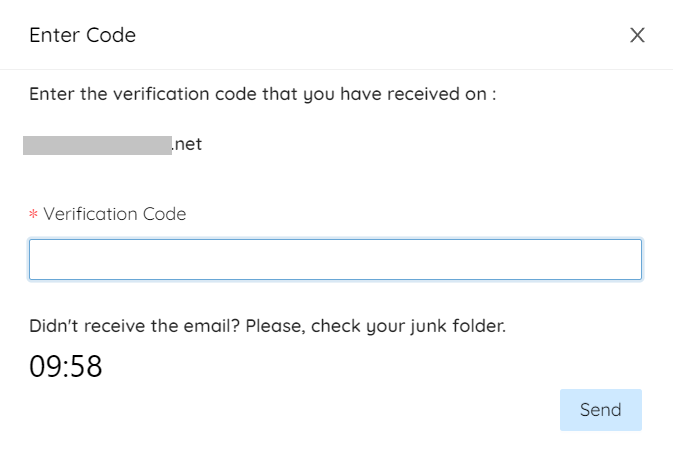 Enter Code
Enter the verification code that you have received on :
.net
* Verification Code
Didn't receive the email? Please, check your junk folder.
09:58
Send